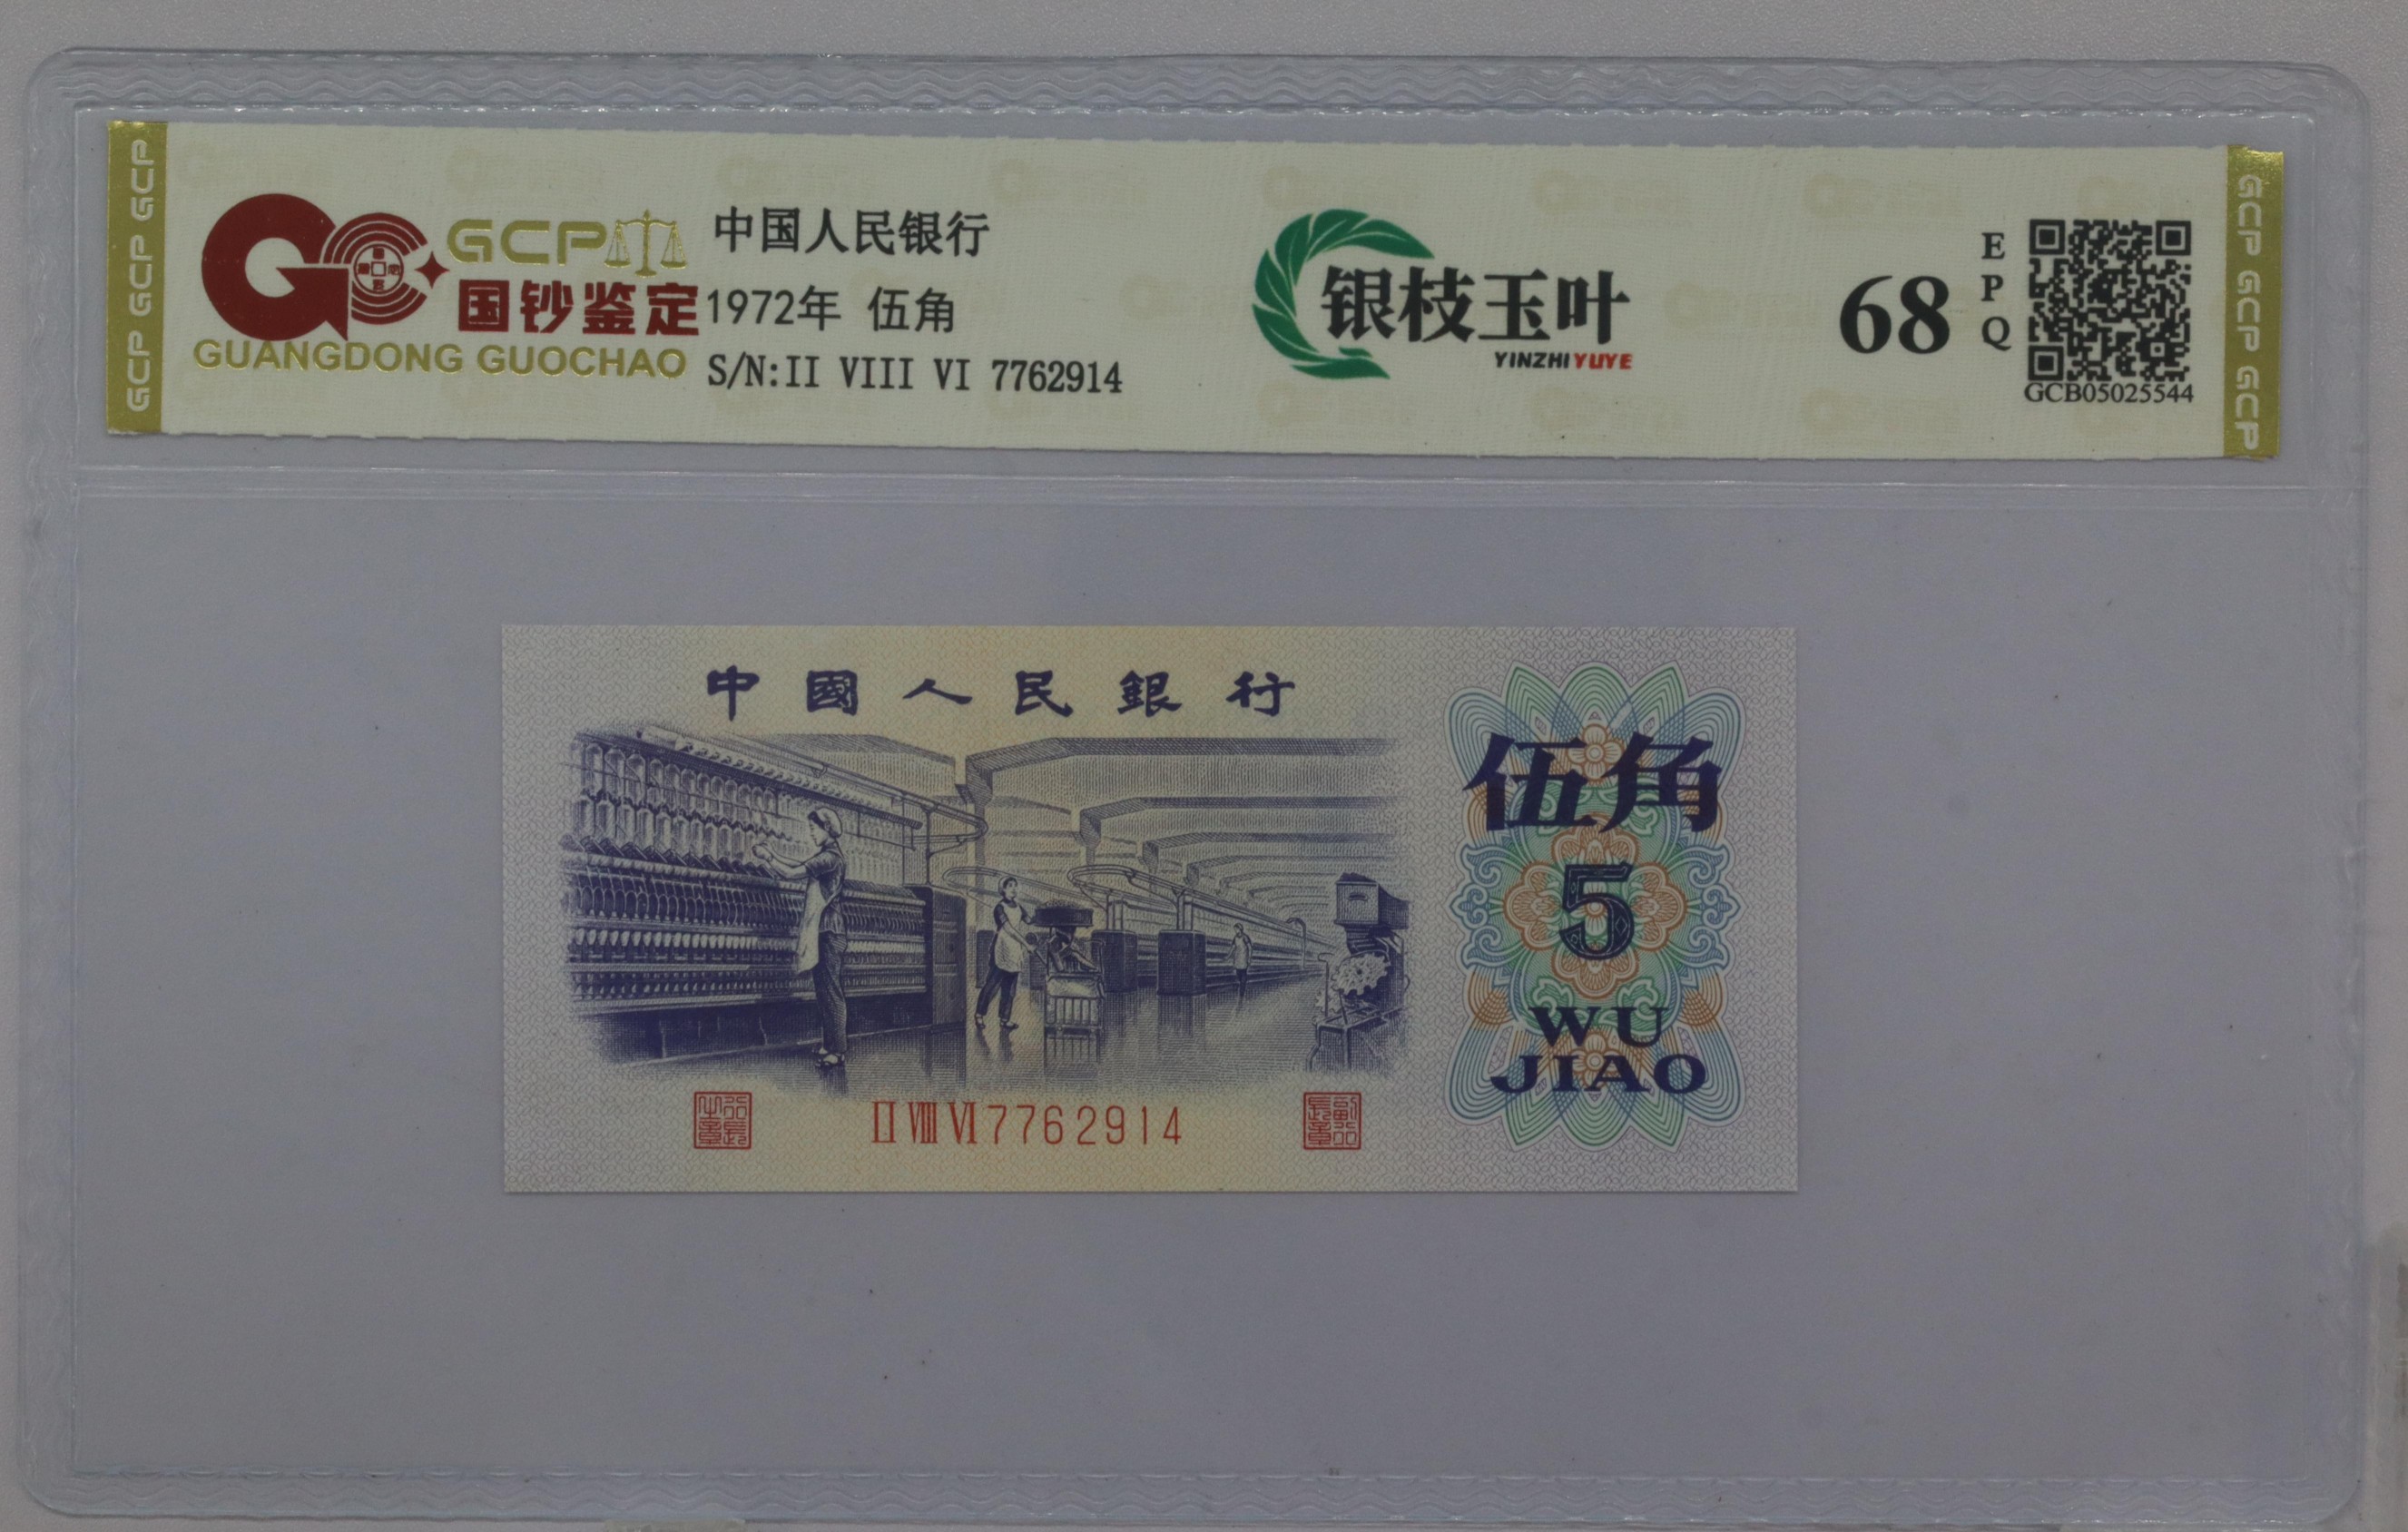 GCP GCP GCP
GCP
国钞鉴定
GUANGDONG GUOCHAO
中国人民银行
1972年 伍角
S/N:II VIII VI 7762914
银枝玉叶
YINZHIYUYE
68
EPQ
GCB05025544
GCP GCP GCP
中國人民銀行
伍角
5
WU
JIAO
II VIII VI 7762914